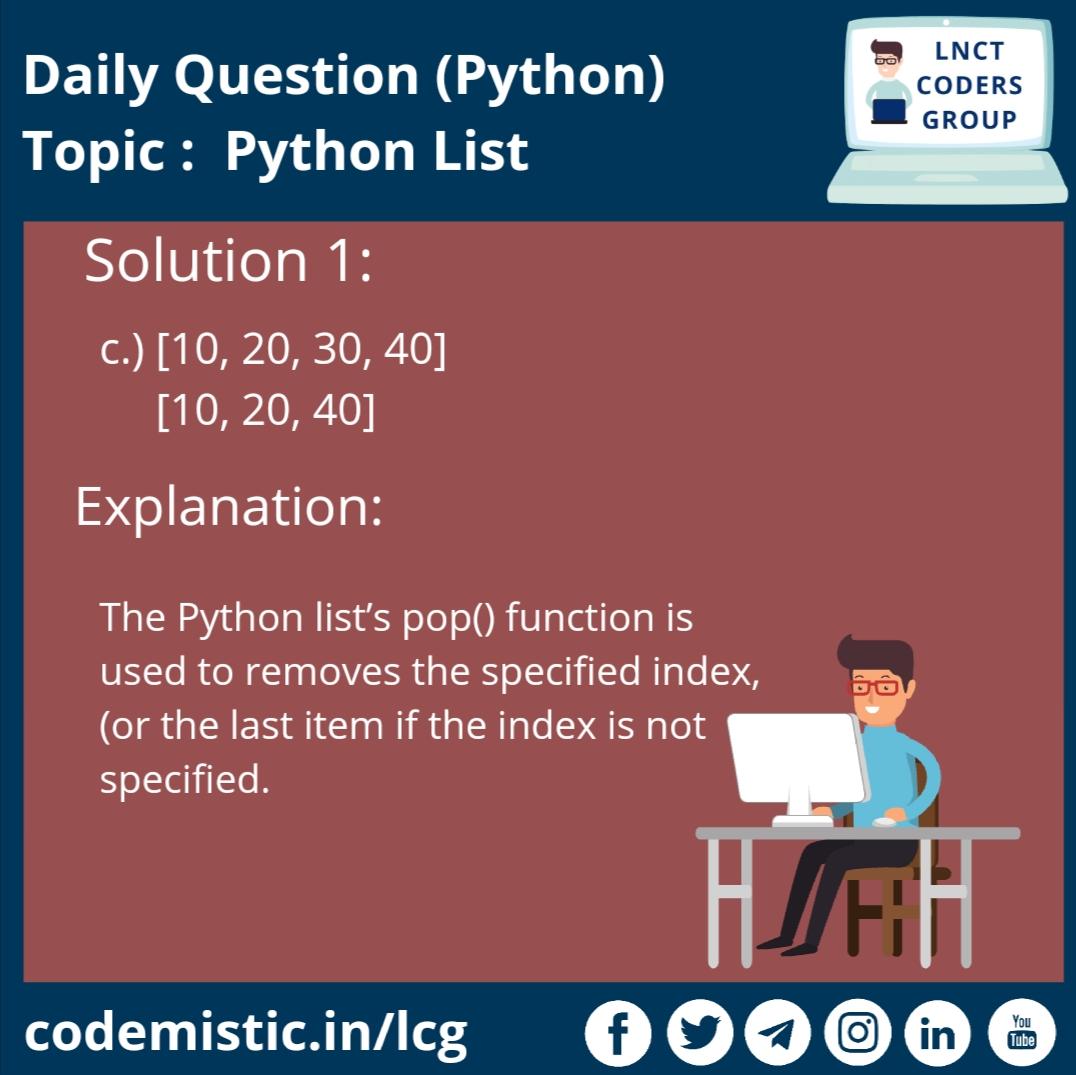 Daily Question (Python)
Topic :  Python List
LNCT
CODERS
GROUP
Solution 1:
c.) [10, 20, 30, 40]
[10, 20, 40]
Explanation:
The Python list’s pop() function is
used to removes the specified index,
(or the last item if the index is not
specified.
codemistic.in/lcg
You
Tube